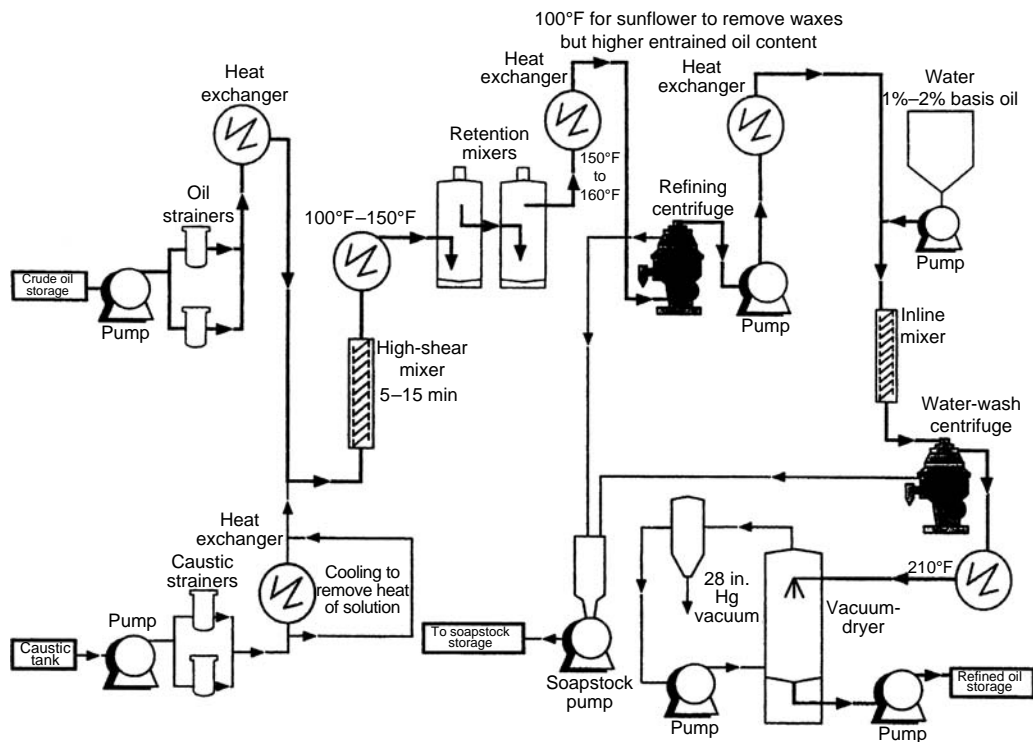 100°F for sunflower to remove waxes
but higher entrained oil content
Heat
exchanger
Heat
exchanger
Heat
exchanger
Water
1%–2% basis oil
Retention
mixers
150°F
to
160°F
Oil
strainers
100°F–150°F
Refining
centrifuge
Crude oil
storage
Pump
Pump
Pump
High-shear
mixer
5–15 min
Inline
mixer
Water-wash
centrifuge
Heat
exchanger
Caustic
strainers
Cooling to
remove heat
of solution
28 in.
Hg
vacuum
210°F
Vacuum-
dryer
Pump
Caustic
tank
To soapstock
storage
Soapstock
pump
Pump
Pump
Refined oil
storage